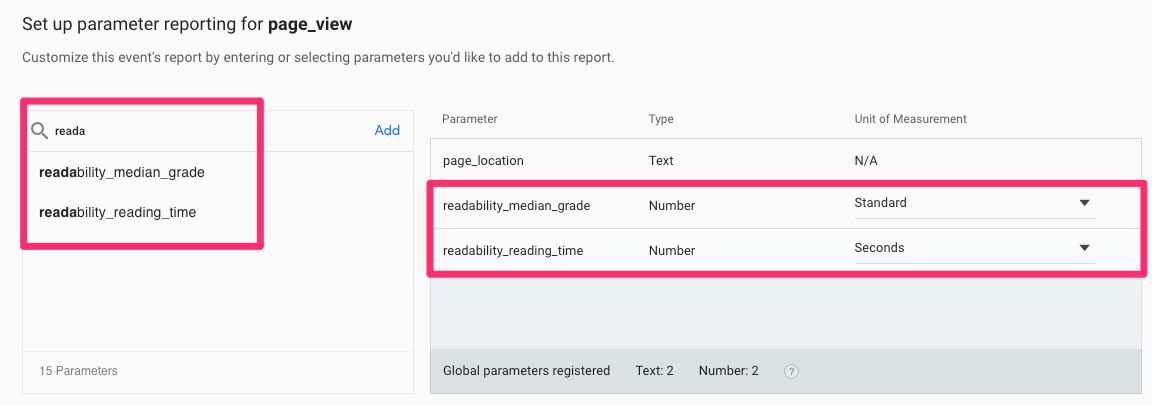 Set up parameter reporting for page_view
Customize this event's report by entering or selecting parameters you'd like to add to this report.
reada
Add
readability_median_grade
readability_reading_time
15 Parameters
Parameter Type Unit of Measurement
page_location Text N/A
readability_median_grade Number Standard
readability_reading_time Number Seconds
Global parameters registered Text: 2 Number: 2 ?